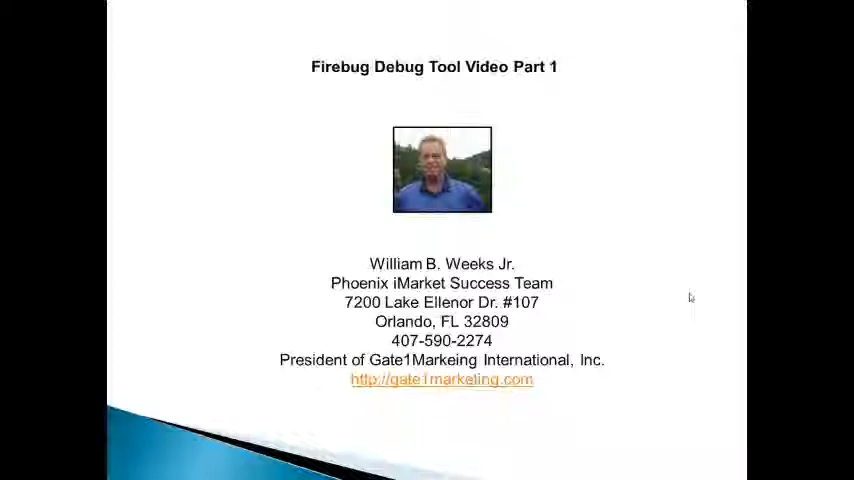 Firebug Debug Tool Video Part 1
William B. Weeks Jr.
Phoenix iMarket Success Team
7200 Lake Ellenor Dr. #107
Orlando, FL 32809
407-590-2274
President of Gate1Markeing International, Inc.
http://gate1marketing.com